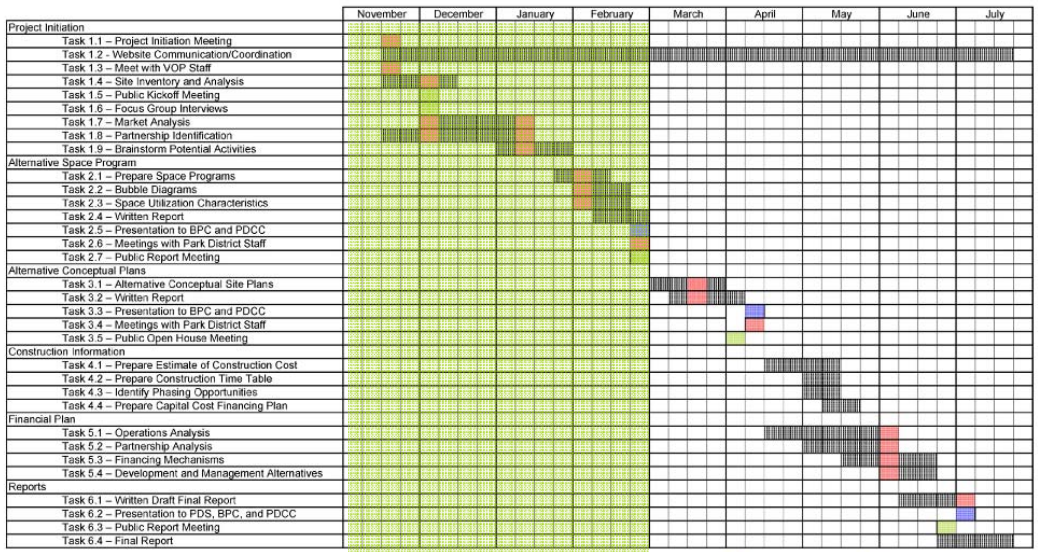 November December January February March April May June July
Project Initiation
Task 1.1 – Project Initiation Meeting
Task 1.2 - Website Communication/Coordination
Task 1.3 – Meet with VOP Staff
Task 1.4 – Site Inventory and Analysis
Task 1.5 – Public Kickoff Meeting
Task 1.6 – Focus Group Interviews
Task 1.7 – Market Analysis
Task 1.8 – Partnership Identification
Task 1.9 – Brainstorm Potential Activities
Alternative Space Program
Task 2.1 – Prepare Space Programs
Task 2.2 – Bubble Diagrams
Task 2.3 – Space Utilization Characteristics
Task 2.4 – Written Report
Task 2.5 – Presentation to BPC and PDCC
Task 2.6 – Meetings with Park District Staff
Task 2.7 – Public Report Meeting
Alternative Conceptual Plans
Task 3.1 – Alternative Conceptual Site Plans
Task 3.2 – Written Report
Task 3.3 – Presentation to BPC and PDCC
Task 3.4 – Meetings with Park District Staff
Task 3.5 – Public Open House Meeting
Construction Information
Task 4.1 – Prepare Estimate of Construction Cost
Task 4.2 – Prepare Construction Time Table
Task 4.3 – Identify Phasing Opportunities
Task 4.4 – Prepare Capital Cost Financing Plan
Financial Plan
Task 5.1 – Operations Analysis
Task 5.2 – Partnership Analysis
Task 5.3 – Financing Mechanisms
Task 5.4 – Development and Management Alternatives
Reports
Task 6.1 – Written Draft Final Report
Task 6.2 – Presentation to PDS, BPC, and PDCC
Task 6.3 – Public Report Meeting
Task 6.4 – Final Report